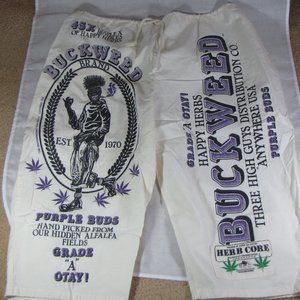 OF HAPPY HERBS
BUCKWEED
BRAND
EST 1970
PURPLE BUDS
HAND PICKED FROM
OUR HIDDEN ALFALFA
FIELDS
GRADE
"A"
OTAY!
GRADE "A" OTAY!
HAPPY HERBS
BUCKWEED
THREE HIGH GUYS DISTRIBUTION CO.
ANYWHERE USA
PURPLE BUDS
HERB CORE